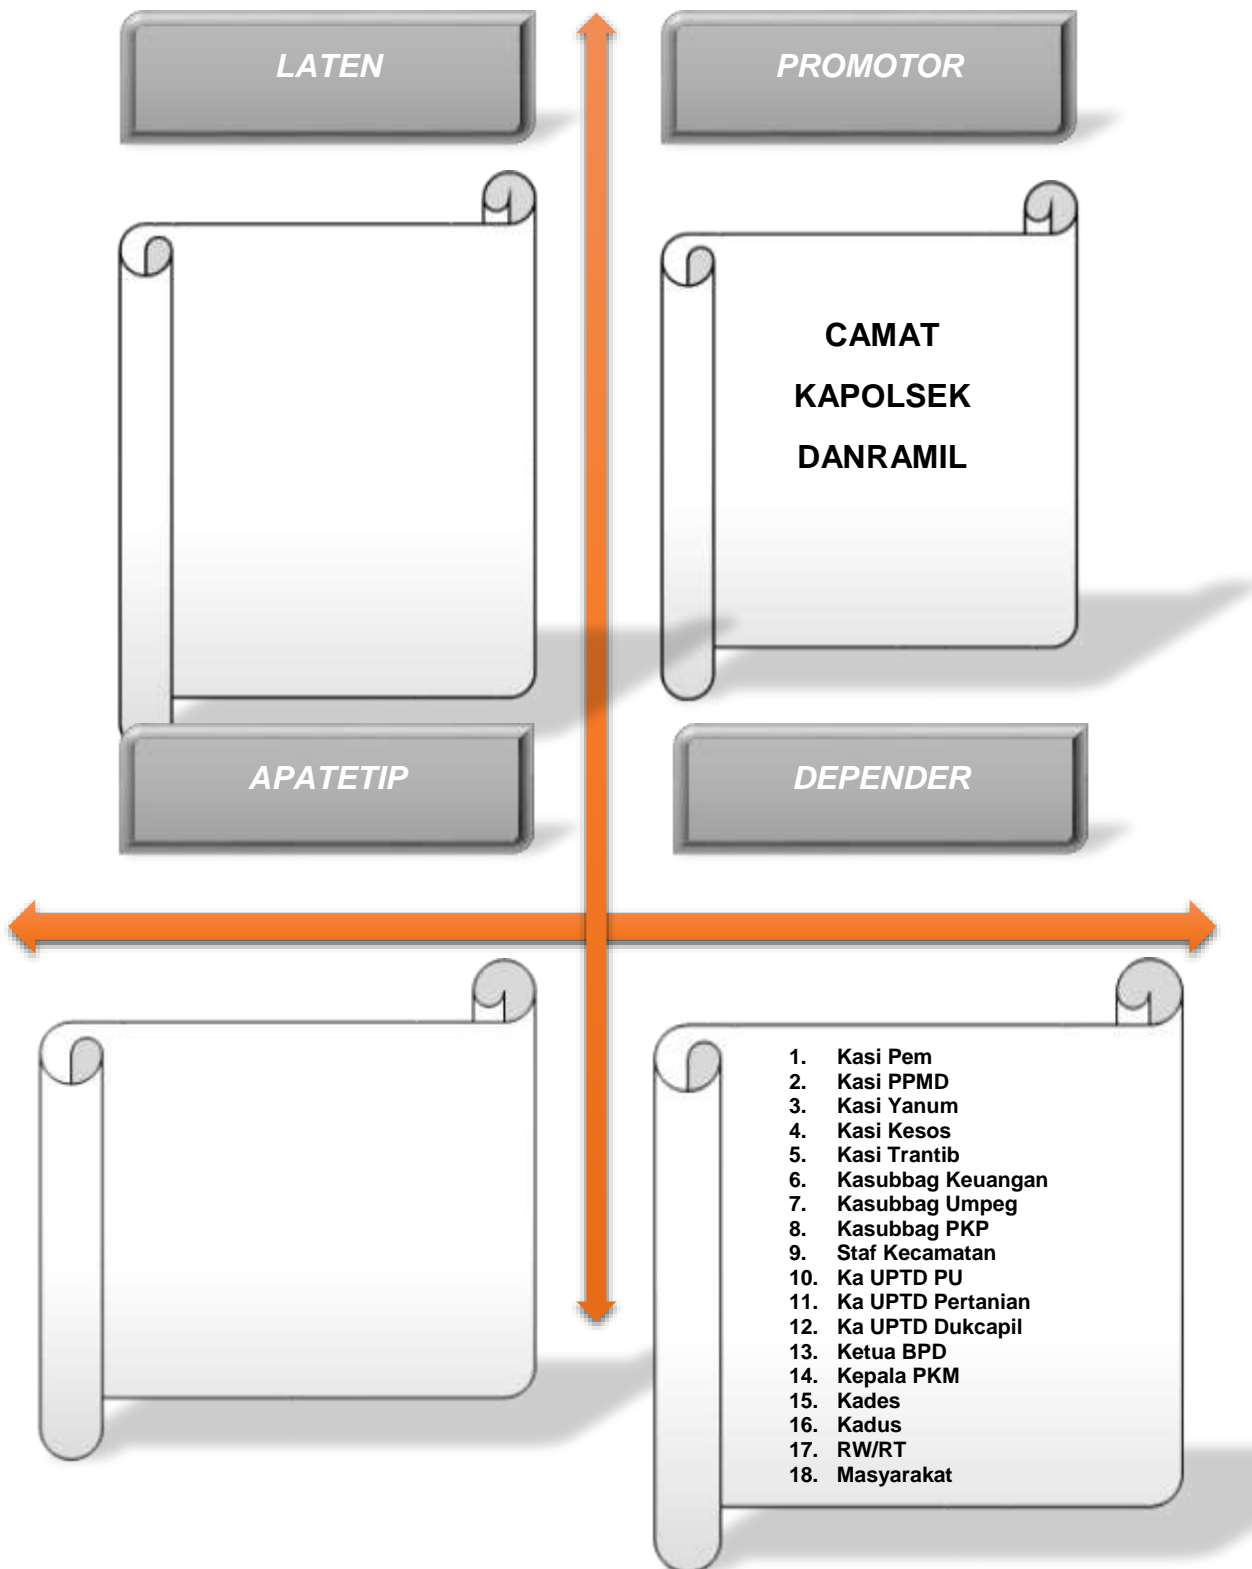 LATEN
PROMOTOR
CAMAT
KAPOLSEK
DANRAMIL
APATETIP
DEPENDER
1. Kasi Pem
2. Kasi PPMD
3. Kasi Yanum
4. Kasi Kesos
5. Kasi Trantib
6. Kasubbag Keuangan
7. Kasubbag Umpeg
8. Kasubbag PKP
9. Staf Kecamatan
10. Ka UPTD PU
11. Ka UPTD Pertanian
12. Ka UPTD Dukcapil
13. Ketua BPD
14. Kepala PKM
15. Kades
16. Kadus
17. RW/RT
18. Masyarakat